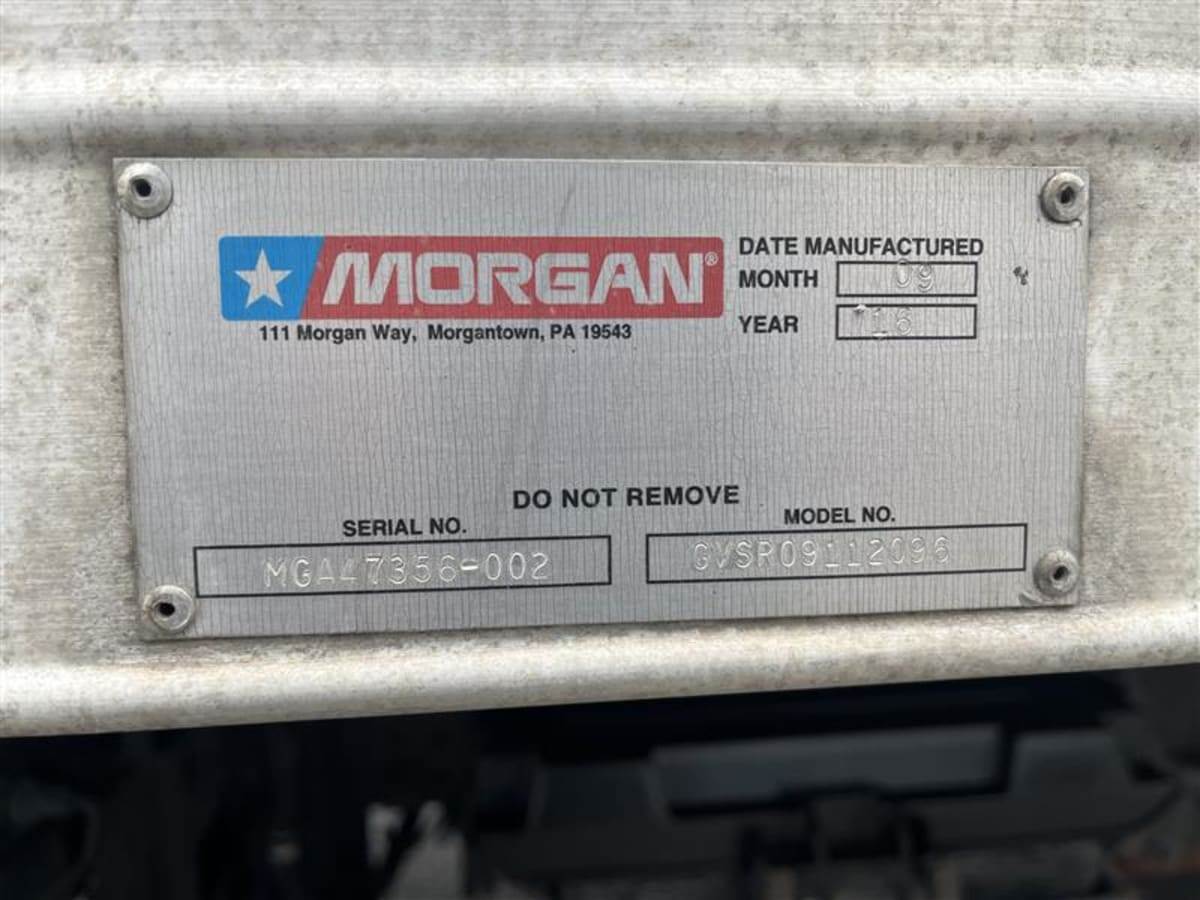 MORGAN®
111 Morgan Way, Morgantown, PA 19543
DATE MANUFACTURED
MONTH 09
YEAR '16
DO NOT REMOVE
SERIAL NO.
MGA47356-002
MODEL NO.
GVSR09112096